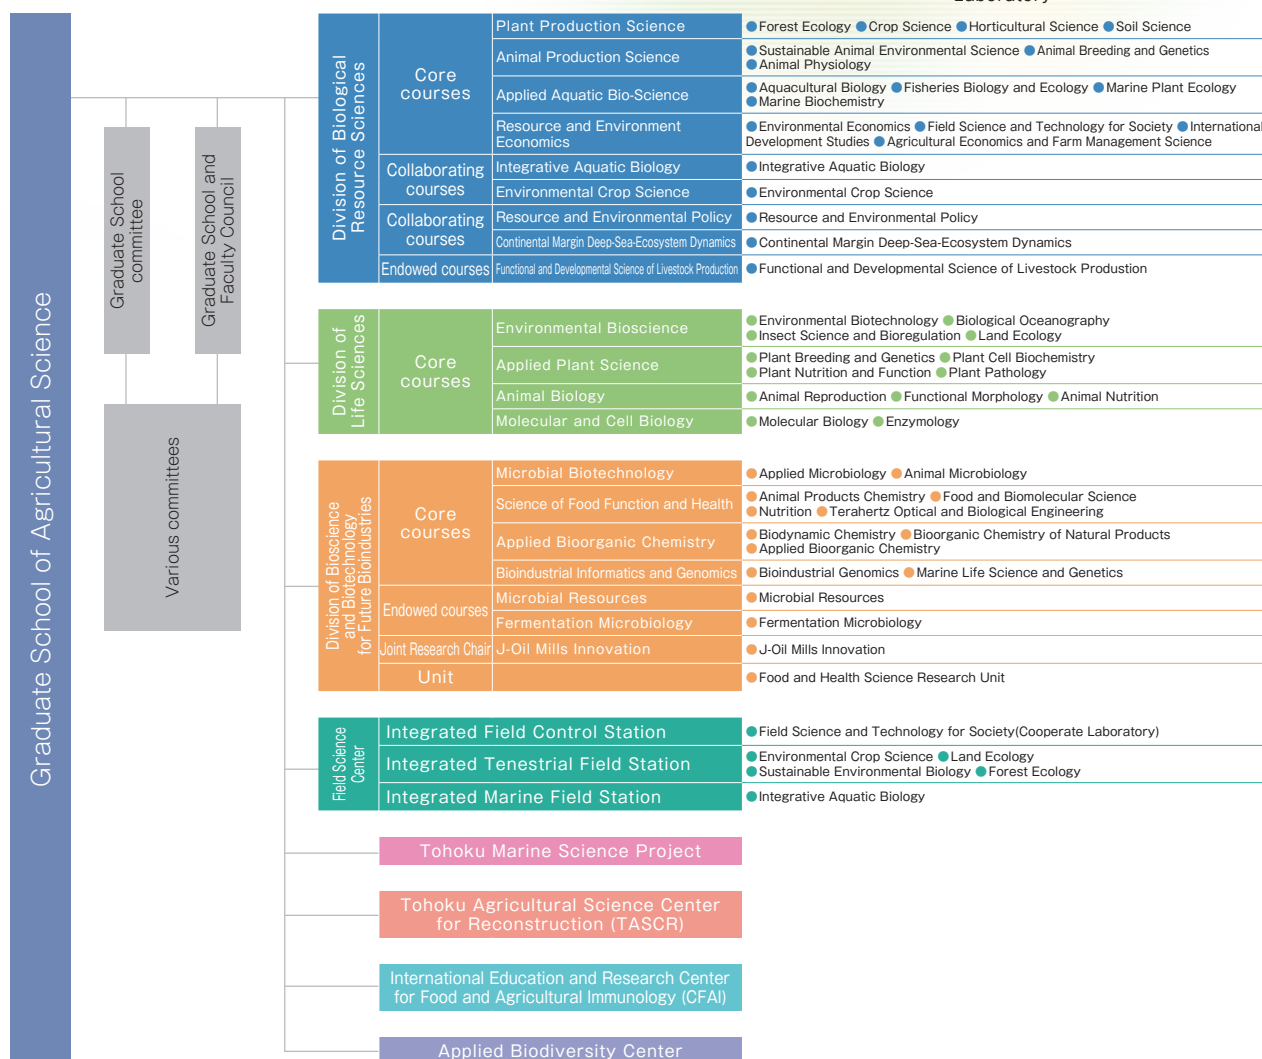 Laboratory
Graduate School of Agricultural Science
Graduate School
committee
Graduate School and
Faculty Council
Various committees
Division of Biological
Resource Sciences
Core
courses
Plant Production Science
●Forest Ecology ●Crop Science ●Horticultural Science ●Soil Science
Animal Production Science
●Sustainable Animal Environmental Science ●Animal Breeding and Genetics
●Animal Physiology
Applied Aquatic Bio-Science
●Aquacultural Biology ●Fisheries Biology and Ecology ●Marine Plant Ecology
●Marine Biochemistry
Resource and Environment
Economics
●Environmental Economics ●Field Science and Technology for Society ●International
Development Studies ●Agricultural Economics and Farm Management Science
Collaborating
courses
Integrative Aquatic Biology
●Integrative Aquatic Biology
Environmental Crop Science
●Environmental Crop Science
Collaborating
courses
Resource and Environmental Policy
●Resource and Environmental Policy
Continental Margin Deep-Sea-Ecosystem Dynamics
●Continental Margin Deep-Sea-Ecosystem Dynamics
Endowed courses
Functional and Developmental Science of Livestock Production
●Functional and Developmental Science of Livestock Produstion
Division of
Life Sciences
Core
courses
Environmental Bioscience
●Environmental Biotechnology ●Biological Oceanography
●Insect Science and Bioregulation ●Land Ecology
Applied Plant Science
●Plant Breeding and Genetics ●Plant Cell Biochemistry
●Plant Nutrition and Function ●Plant Pathology
Animal Biology
●Animal Reproduction ●Functional Morphology ●Animal Nutrition
Molecular and Cell Biology
●Molecular Biology ●Enzymology
Division of Bioscience
and Biotechnology
for Future Bioindustries
Core
courses
Microbial Biotechnology
●Applied Microbiology ●Animal Microbiology
Science of Food Function and Health
●Animal Products Chemistry ●Food and Biomolecular Science
●Nutrition ●Terahertz Optical and Biological Engineering
Applied Bioorganic Chemistry
●Biodynamic Chemistry ●Bioorganic Chemistry of Natural Products
●Applied Bioorganic Chemistry
Bioindustrial Informatics and Genomics
●Bioindustrial Genomics ●Marine Life Science and Genetics
Endowed courses
Microbial Resources
●Microbial Resources
Fermentation Microbiology
●Fermentation Microbiology
Joint Research Chair
J-Oil Mills Innovation
●J-Oil Mills Innovation
Unit
●Food and Health Science Research Unit
Field Science
Center
Integrated Field Control Station
●Field Science and Technology for Society(Cooperate Laboratory)
Integrated Tenestrial Field Station
●Environmental Crop Science ●Land Ecology
●Sustainable Environmental Biology ●Forest Ecology
Integrated Marine Field Station
●Integrative Aquatic Biology
Tohoku Marine Science Project
Tohoku Agricultural Science Center
for Reconstruction (TASCR)
International Education and Research Center
for Food and Agricultural Immunology (CFAI)
Applied Biodiversity Center